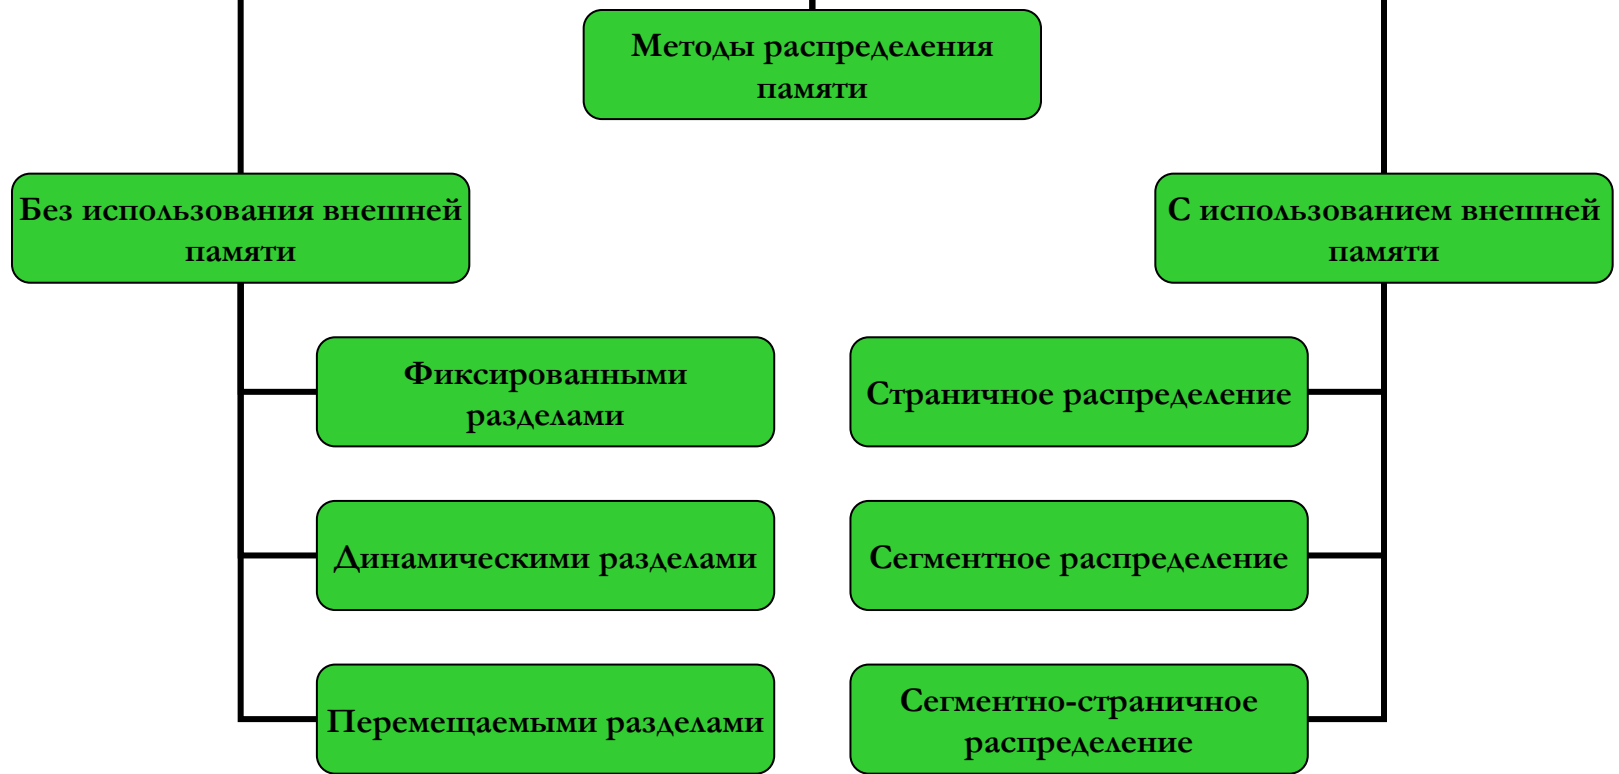 Методы распределения
памяти
Без использования внешней
памяти
С использованием внешней
памяти
Фиксированными
разделами
Страничное распределение
Динамическими разделами
Сегментное распределение
Перемещаемыми разделами
Сегментно-страничное
распределение